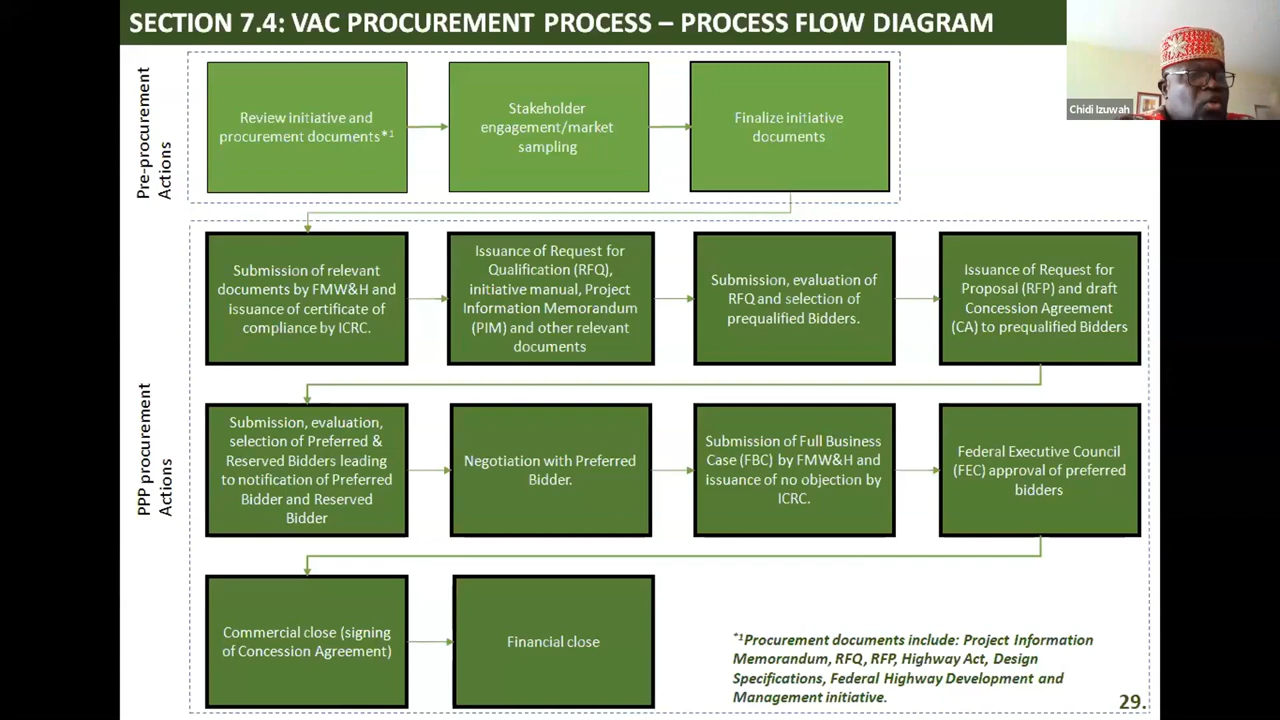 SECTION 7.4: VAC PROCUREMENT PROCESS – PROCESS FLOW DIAGRAM
Chidi Izuwah
Pre-procurement
Actions
Review initiative and
procurement documents*1
Stakeholder
engagement/market
sampling
Finalize initiative
documents
PPP procurement
Actions
Submission of relevant
documents by FMW&H and
issuance of certificate of
compliance by ICRC.
Issuance of Request for
Qualification (RFQ),
initiative manual, Project
Information Memorandum
(PIM) and other relevant
documents
Submission, evaluation of
RFQ and selection of
prequalified Bidders.
Issuance of Request for
Proposal (RFP) and draft
Concession Agreement
(CA) to prequalified Bidders
Submission, evaluation,
selection of Preferred &
Reserved Bidders leading
to notification of Preferred
Bidder and Reserved
Bidder
Negotiation with Preferred
Bidder.
Submission of Full Business
Case (FBC) by FMW&H and
issuance of no objection by
ICRC.
Federal Executive Council
(FEC) approval of preferred
bidders
Commercial close (signing
of Concession Agreement)
Financial close
*1Procurement documents include: Project Information
Memorandum, RFQ, RFP, Highway Act, Design
Specifications, Federal Highway Development and
Management initiative.
29.